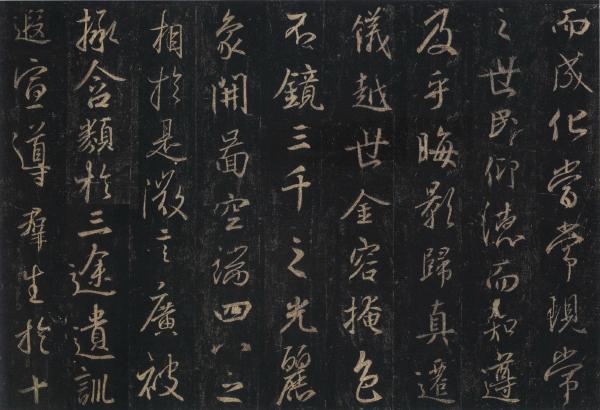 而成化當常現常
之世民仰德而知遵
及乎晦影歸真遷
儀越世金容掩色
不鏡三千之光麗
象開圖空端四八之
相於是微言廣被
拯含類於三途遺訓
遐宣導羣生於十